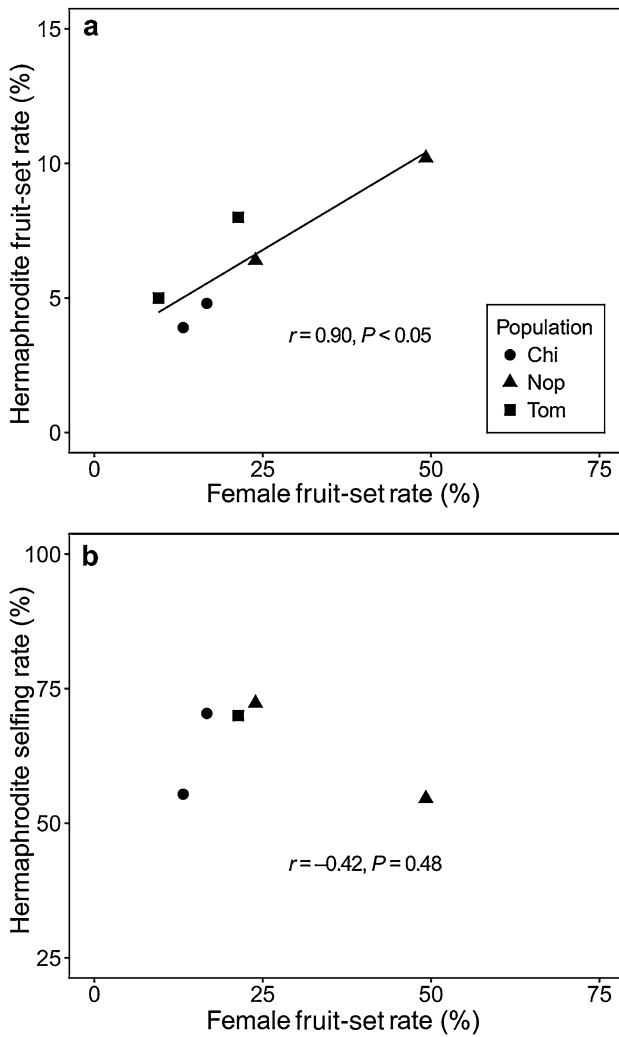 a
15
10
5
0
Hermaphrodite fruit-set rate (%)
r = 0.90, P < 0.05
Population
Chi
Nop
Tom
0 25 50 75
Female fruit-set rate (%)
b
100
75
50
25
Hermaphrodite selfing rate (%)
r = –0.42, P = 0.48
0 25 50 75
Female fruit-set rate (%)